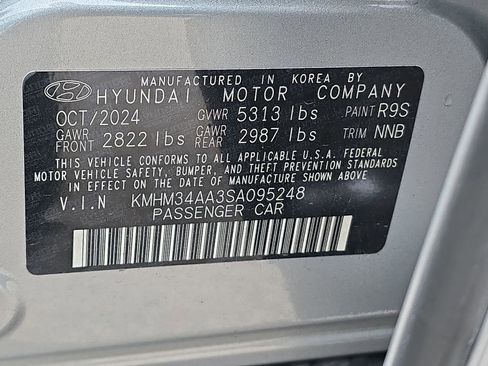 MANUFACTURED IN KOREA BY
HYUNDAI MOTOR COMPANY
OCT/2024 GVWR 5313 lbs PAINT R9S
GAWR FRONT 2822 lbs GAWR REAR 2987 lbs TRIM NNB
THIS VEHICLE CONFORMS TO ALL APPLICABLE U.S.A. FEDERAL
MOTOR VEHICLE SAFETY, BUMPER, AND THEFT PREVENTION STANDARDS
IN EFFECT ON THE DATE OF MANUFACTURE SHOWN ABOVE.
V.I.N KMHM34AA3SA095248
PASSENGER CAR